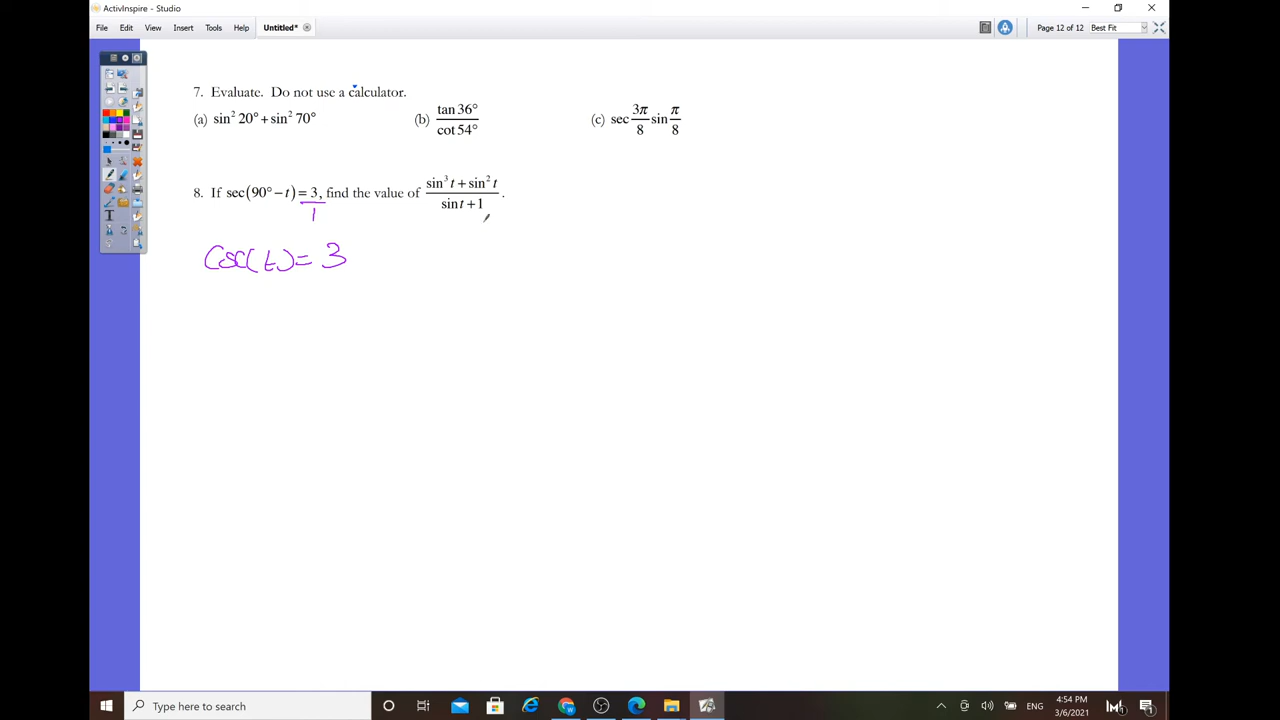 ActivInspire - Studio
File Edit View Insert Tools Help Untitled* Page 12 of 12 Best Fit
7. Evaluate. Do not use a calculator.
(a) sin² 20° + sin² 70° (b) tan 36° / cot 54° (c) sec 3π/8 sin π/8
8. If sec(90° − t) = 3, find the value of (sin³ t + sin² t) / (sin t + 1).
1
csc(t) = 3
Type here to search
4:54 PM
3/6/2021